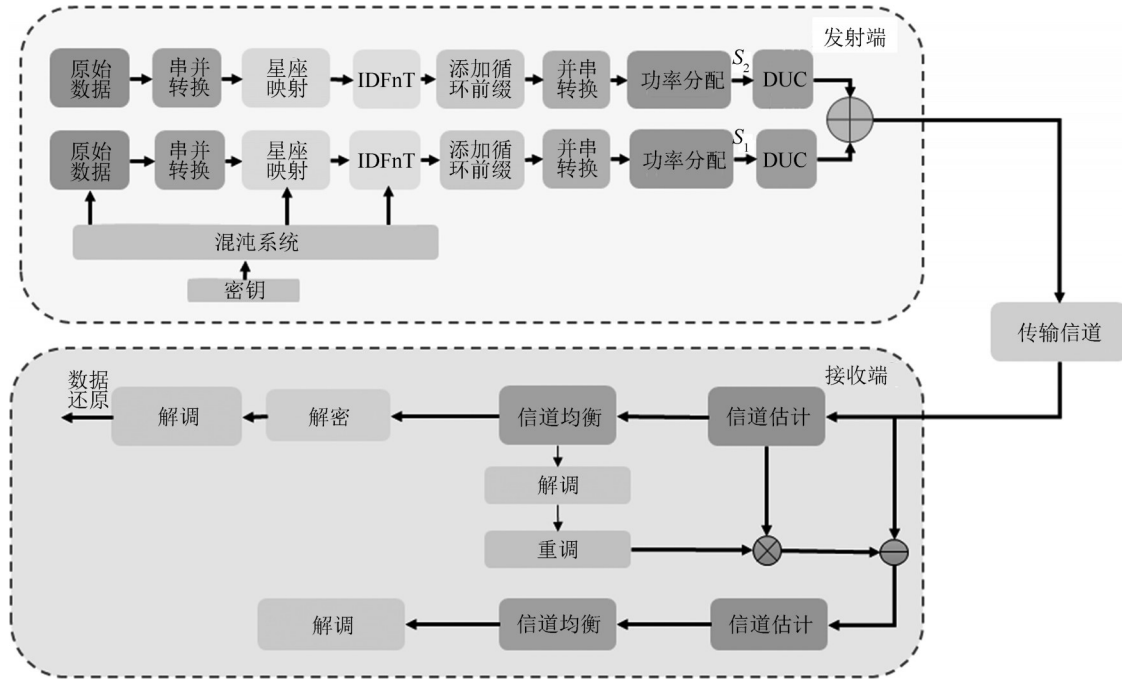 发射端
原始
数据
串并
转换
星座
映射
IDFnT
添加循
环前缀
并串
转换
功率分配
S2
DUC
原始
数据
串并
转换
星座
映射
IDFnT
添加循
环前缀
并串
转换
功率分配
S1
DUC
混沌系统
密钥
传输信道
接收端
数据
还原
解调
解密
信道均衡
信道估计
解调
重调
解调
信道均衡
信道估计